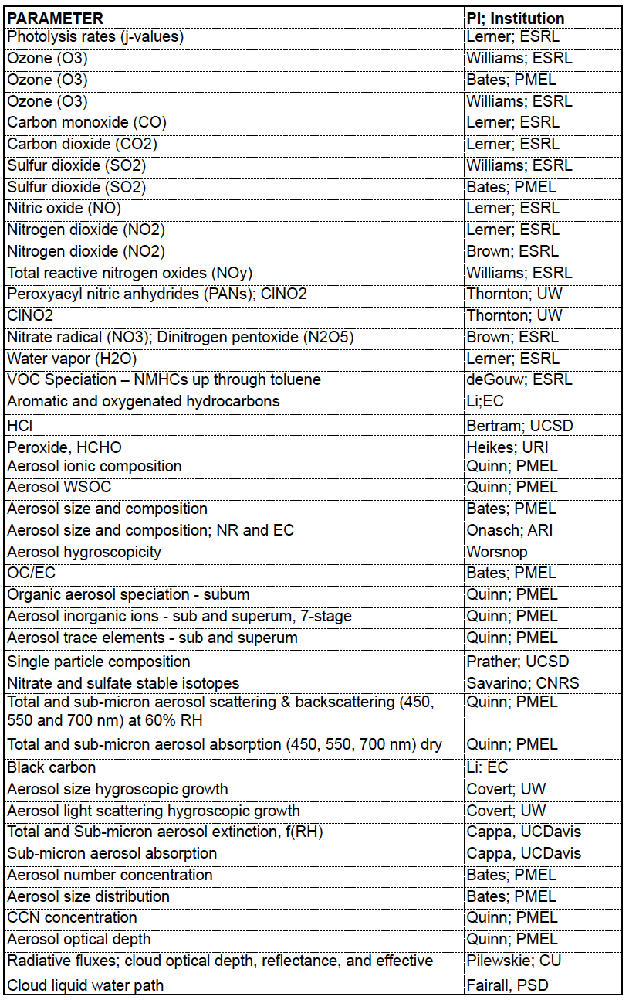 PARAMETER PI; Institution
Photolysis rates (j-values) Lerner; ESRL
Ozone (O3) Williams; ESRL
Ozone (O3) Bates; PMEL
Ozone (O3) Williams; ESRL
Carbon monoxide (CO) Lerner; ESRL
Carbon dioxide (CO2) Lerner; ESRL
Sulfur dioxide (SO2) Williams; ESRL
Sulfur dioxide (SO2) Bates; PMEL
Nitric oxide (NO) Lerner; ESRL
Nitrogen dioxide (NO2) Lerner; ESRL
Nitrogen dioxide (NO2) Brown; ESRL
Total reactive nitrogen oxides (NOy) Williams; ESRL
Peroxyacyl nitric anhydrides (PANs); ClNO2 Thornton; UW
ClNO2 Thornton; UW
Nitrate radical (NO3); Dinitrogen pentoxide (N2O5) Brown; ESRL
Water vapor (H2O) Lerner; ESRL
VOC Speciation – NMHCs up through toluene deGouw; ESRL
Aromatic and oxygenated hydrocarbons Li;EC
HCl Bertram; UCSD
Peroxide, HCHO Heikes; URI
Aerosol ionic composition Quinn; PMEL
Aerosol WSOC Quinn; PMEL
Aerosol size and composition Bates; PMEL
Aerosol size and composition; NR and EC Onasch; ARI
Aerosol hygroscopicity Worsnop
OC/EC Bates; PMEL
Organic aerosol speciation - subum Quinn; PMEL
Aerosol inorganic ions - sub and superum, 7-stage Quinn; PMEL
Aerosol trace elements - sub and superum Quinn; PMEL
Single particle composition Prather; UCSD
Nitrate and sulfate stable isotopes Savarino; CNRS
Total and sub-micron aerosol scattering & backscattering (450, Quinn; PMEL
550 and 700 nm) at 60% RH
Total and sub-micron aerosol absorption (450, 550, 700 nm) dry Quinn; PMEL
Black carbon Li: EC
Aerosol size hygroscopic growth Covert; UW
Aerosol light scattering hygroscopic growth Covert; UW
Total and Sub-micron aerosol extinction, f(RH) Cappa, UCDavis
Sub-micron aerosol absorption Cappa, UCDavis
Aerosol number concentration Bates; PMEL
Aerosol size distribution Bates; PMEL
CCN concentration Quinn; PMEL
Aerosol optical depth Quinn; PMEL
Radiative fluxes; cloud optical depth, reflectance, and effective Pilewskie; CU
Cloud liquid water path Fairall, PSD